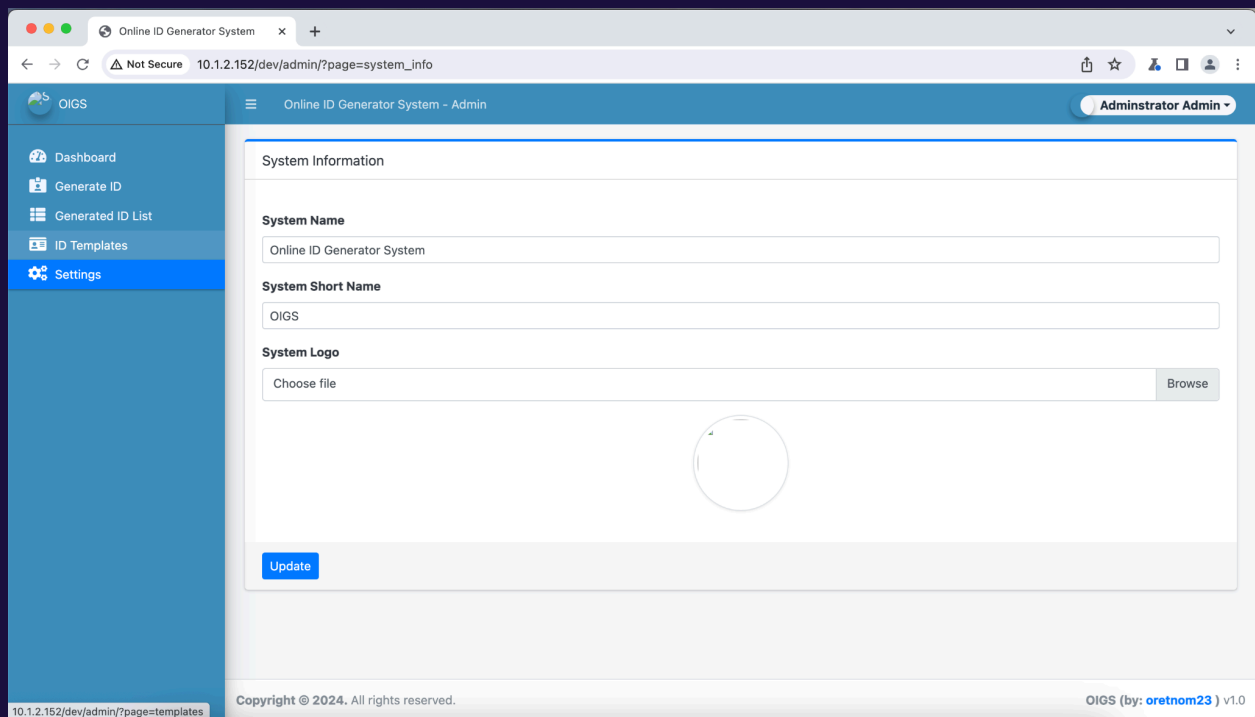 Online ID Generator System
Not Secure 10.1.2.152/dev/admin/?page=system_info
OIGS
Online ID Generator System - Admin
Adminstrator Admin
Dashboard
Generate ID
Generated ID List
ID Templates
Settings
System Information
System Name
Online ID Generator System
System Short Name
OIGS
System Logo
Choose file
Browse
Update
Copyright © 2024. All rights reserved.
OIGS (by: oretnom23 ) v1.0
10.1.2.152/dev/admin/?page=templates